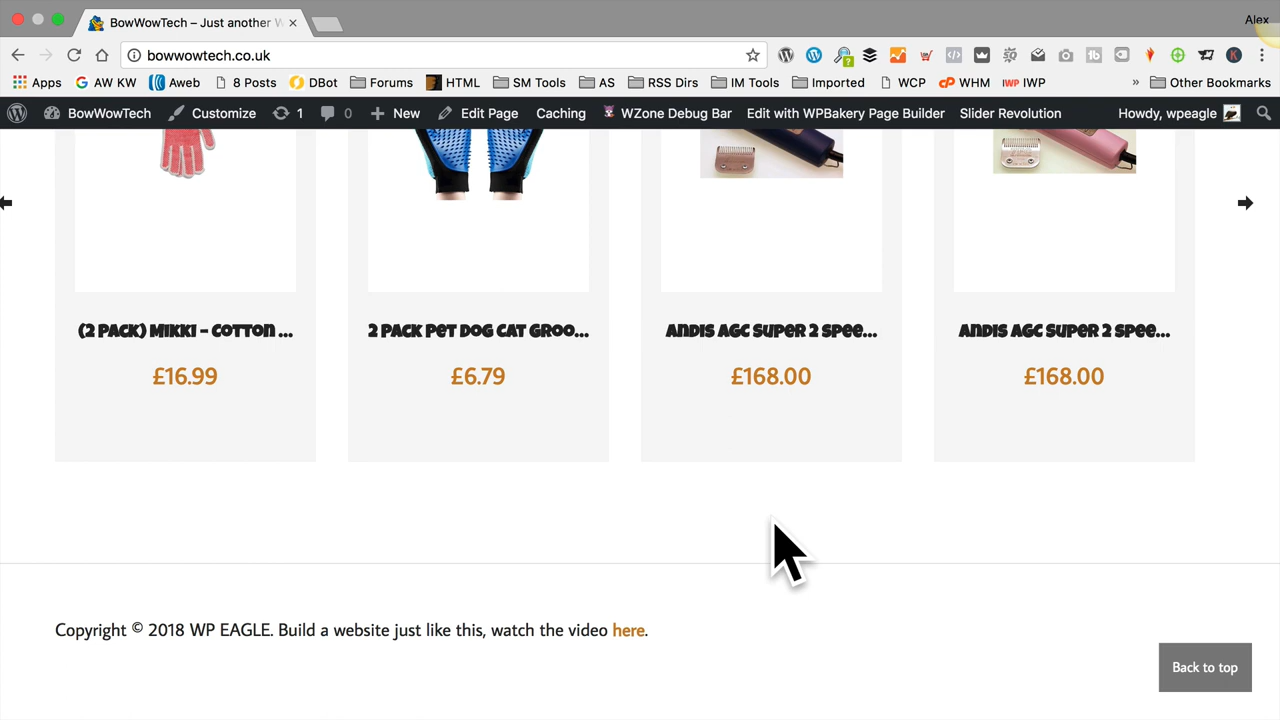 Alex
BowWowTech – Just another W
bowwowtech.co.uk
Apps AW KW Aweb 8 Posts DBot Forums HTML SM Tools AS RSS Dirs IM Tools Imported WCP WHM IWP IWP » Other Bookmarks
BowWowTech Customize 1 0 New Edit Page Caching WZone Debug Bar Edit with WPBakery Page Builder Slider Revolution Howdy, wpeagle
(2 Pack) Mikki – Cotton ... 2 Pack Pet Dog Cat Groo... Andis AGC Super 2 Spee... Andis AGC Super 2 Spee...
£16.99 £6.79 £168.00 £168.00
Copyright © 2018 WP EAGLE. Build a website just like this, watch the video here.
Back to top